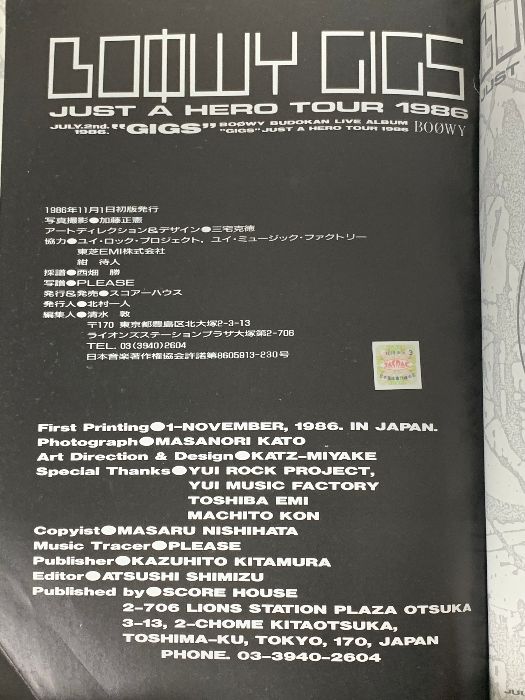 BOØWY GIGS
JUST A HERO TOUR 1986
JULY.2nd. 1986. "GIGS" BOØWY BUDOKAN LIVE ALBUM "GIGS" JUST A HERO TOUR 1986 BOØWY
1986年11月1日初版発行
写真撮影●加藤正憲
アートディレクション&デザイン●三宅克徳
協力●ユイ・ロック・プロジェクト, ユイ・ミュージック・ファクトリー
東芝EMI株式会社
紺 待人
採譜●西畑 勝
写譜●PLEASE
発行&発売●スコアーハウス
発行人●北村一人
編集人●清水 敦
〒170 東京都豊島区北大塚2-3-13
ライオンズステーションプラザ大塚第2-706
TEL. 03(3940)2604
日本音楽著作権協会許諾第8605913-230号
First Printing●1-NOVEMBER, 1986. IN JAPAN.
Photograph●MASANORI KATO
Art Direction & Design●KATZ-MIYAKE
Special Thanks●YUI ROCK PROJECT,
YUI MUSIC FACTORY
TOSHIBA EMI
MACHITO KON
Copyist●MASARU NISHIHATA
Music Tracer●PLEASE
Publisher●KAZUHITO KITAMURA
Editor●ATSUSHI SHIMIZU
Published by●SCORE HOUSE
2-706 LIONS STATION PLAZA OTSUKA
3-13, 2-CHOME KITAOTSUKA,
TOSHIMA-KU, TOKYO, 170, JAPAN
PHONE. 03-3940-2604
JUST